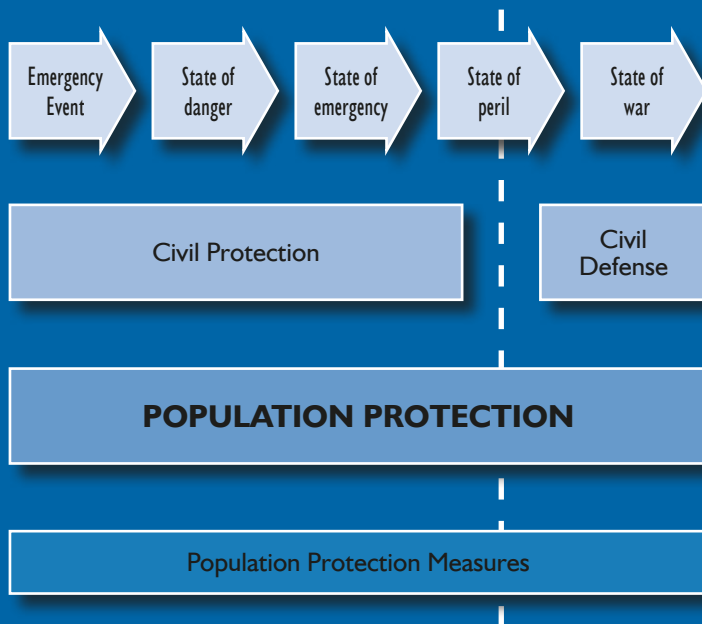 Emergency
Event
State of
danger
State of
emergency
State of
peril
State of
war
Civil Protection
Civil
Defense
POPULATION PROTECTION
Population Protection Measures